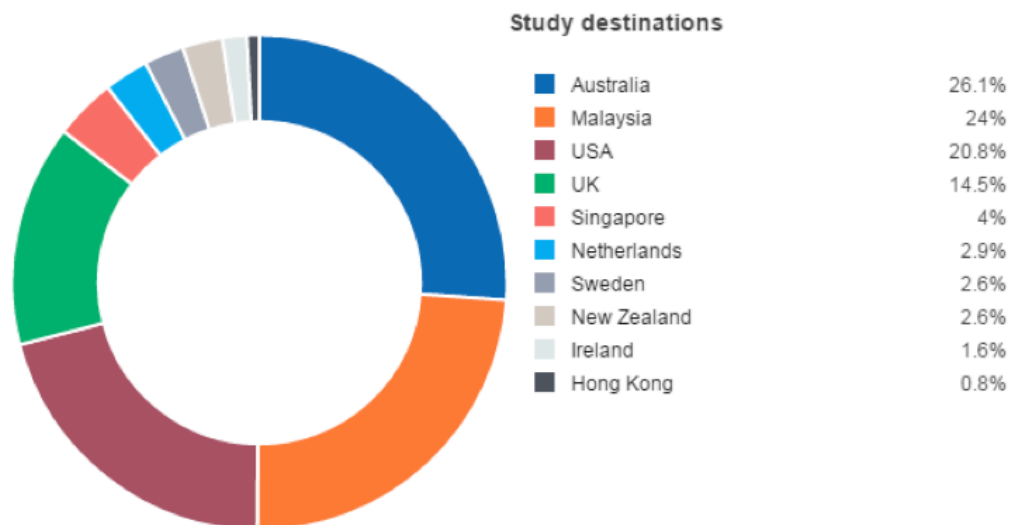 Study destinations
Australia 26.1%
Malaysia 24%
USA 20.8%
UK 14.5%
Singapore 4%
Netherlands 2.9%
Sweden 2.6%
New Zealand 2.6%
Ireland 1.6%
Hong Kong 0.8%